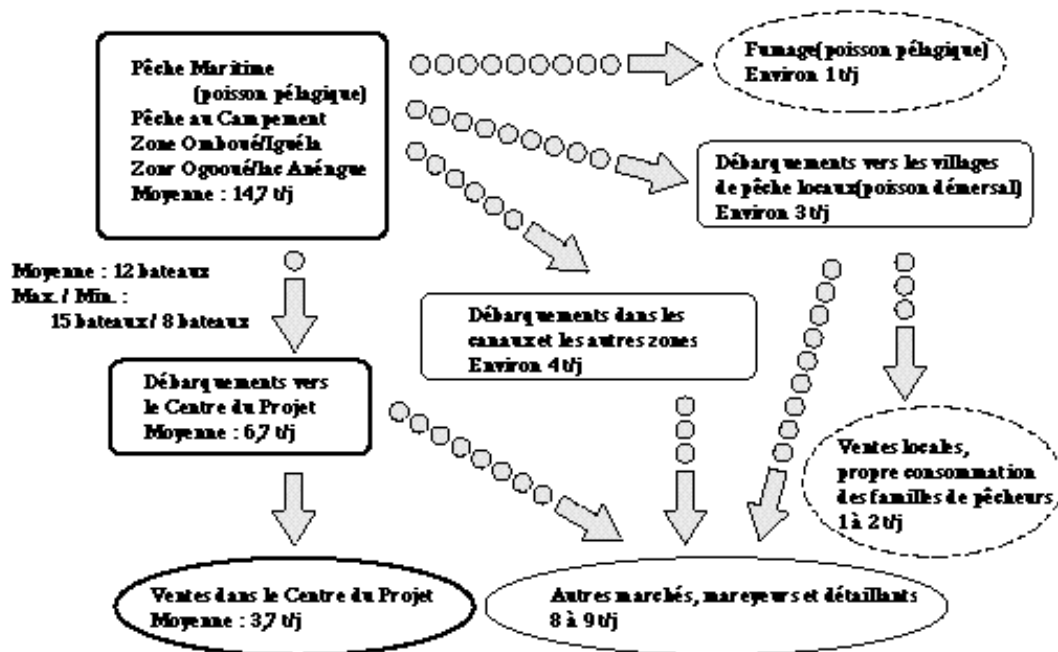 Pêche Maritime
(poisson pélagique)
Pêche au Campement
Zone Omboué/Iguéla
Zonr Ogooué/lac Anéngue
Moyenne : 14,7 t/j
Fumage(poisson pélagique)
Environ 1 t/j
Débarquements vers les villages
de pêche locaux(poisson démersal)
Environ 3 t/j
Moyenne : 12 bateaux
Max. / Min. :
15 bateaux/ 8 bateaux
Débarquements dans les
canaux et les autres zones
Environ 4 t/j
Débarquements vers
le Centre du Projet
Moyenne : 6,7 t/j
Ventes locales,
propre consommation
des familles de pêcheurs
1 à 2 t/j
Ventes dans le Centre du Projet
Moyenne : 3,7 t/j
Autres marchés, mareyeurs et détaillants
8 à 9 t/j